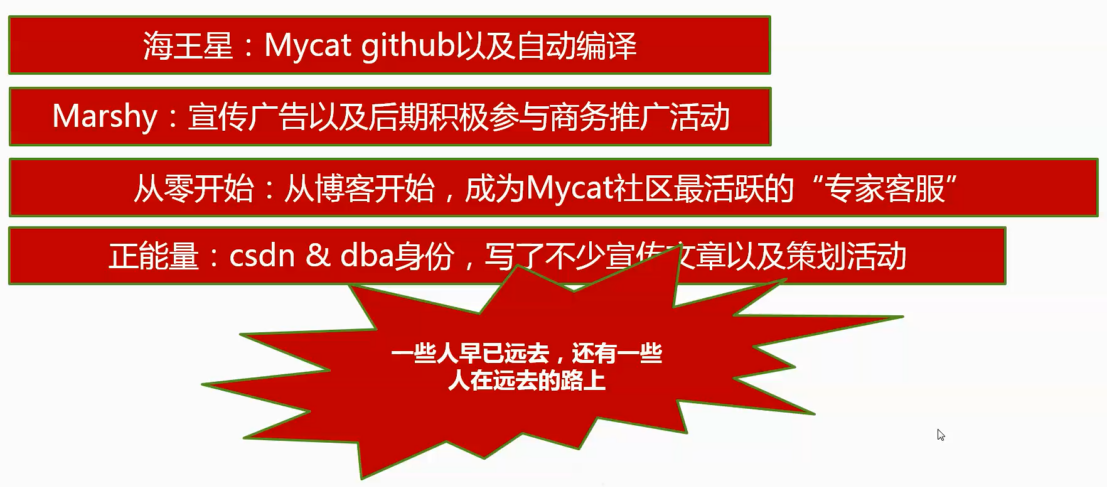 海王星：Mycat github以及自动编译
Marshy：宣传广告以及后期积极参与商务推广活动
从零开始：从博客开始，成为Mycat社区最活跃的“专家客服”
正能量：csdn & dba身份，写了不少宣传文章以及策划活动
一些人早已远去，还有一些
人在远去的路上